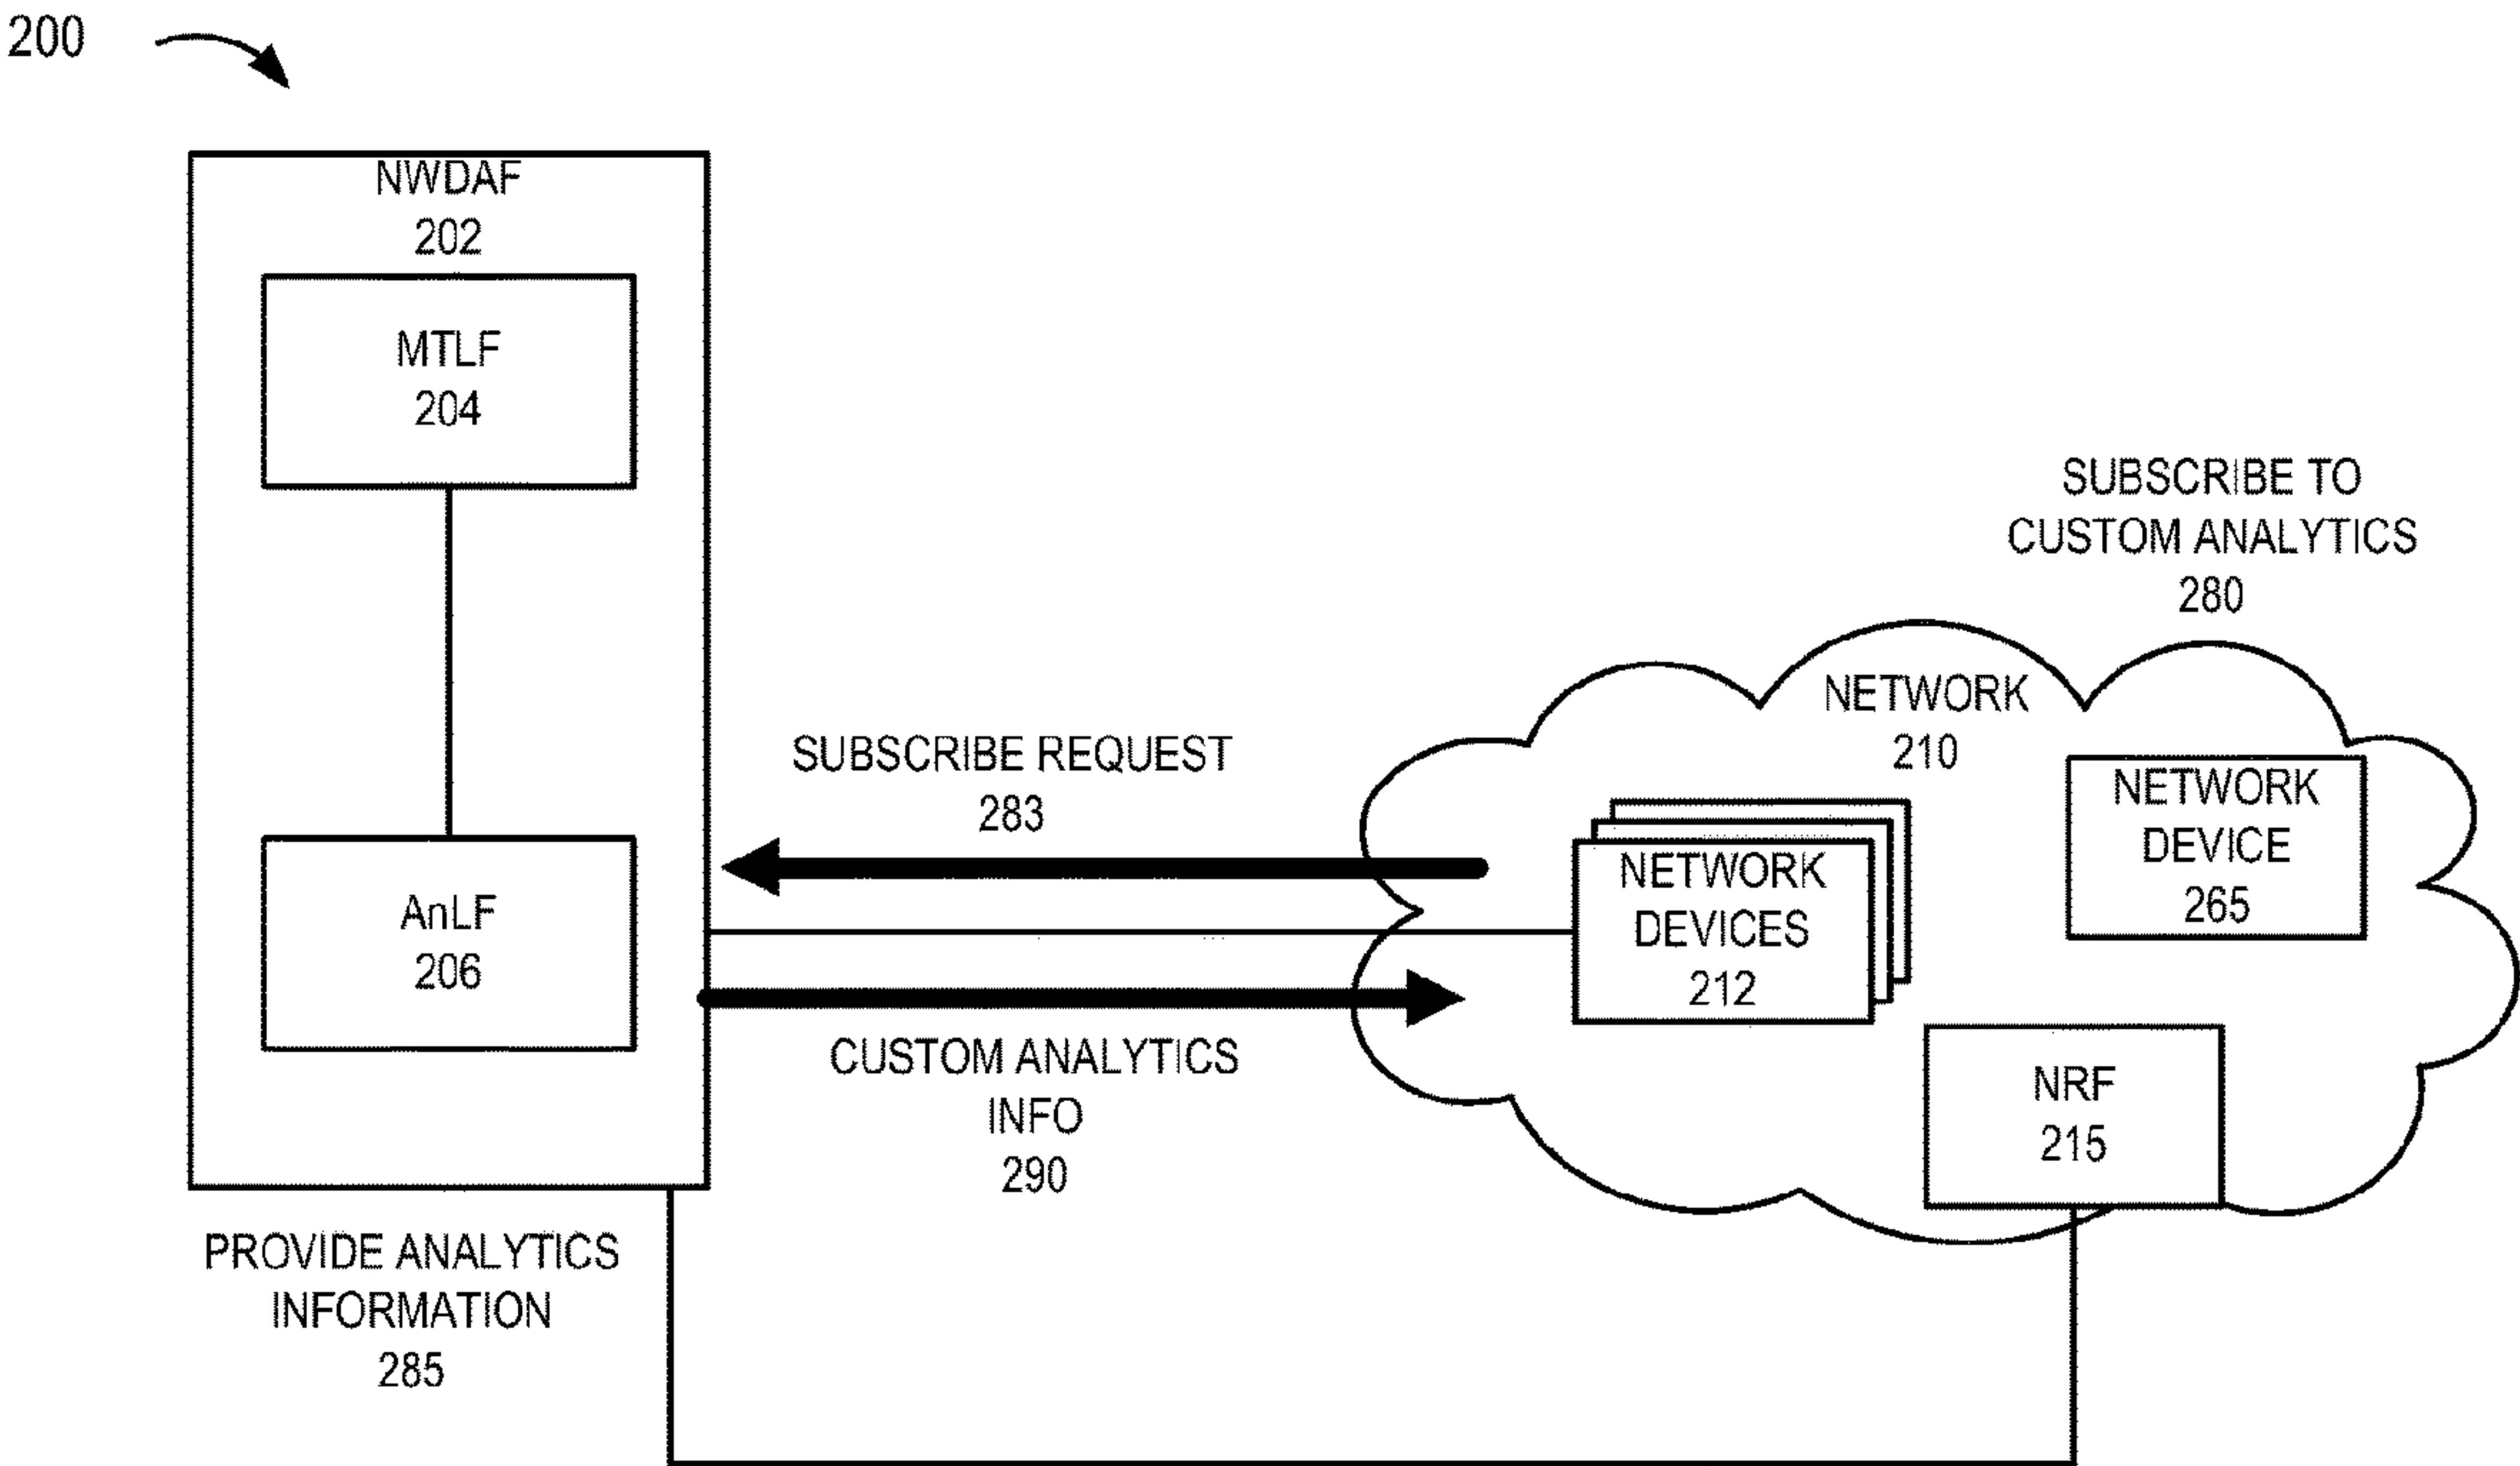 200
NWDAF
202
MTLF
204
AnLF
206
PROVIDE ANALYTICS
INFORMATION
285
SUBSCRIBE REQUEST
283
CUSTOM ANALYTICS
INFO
290
SUBSCRIBE TO
CUSTOM ANALYTICS
280
NETWORK
210
NETWORK
DEVICES
212
NETWORK
DEVICE
265
NRF
215